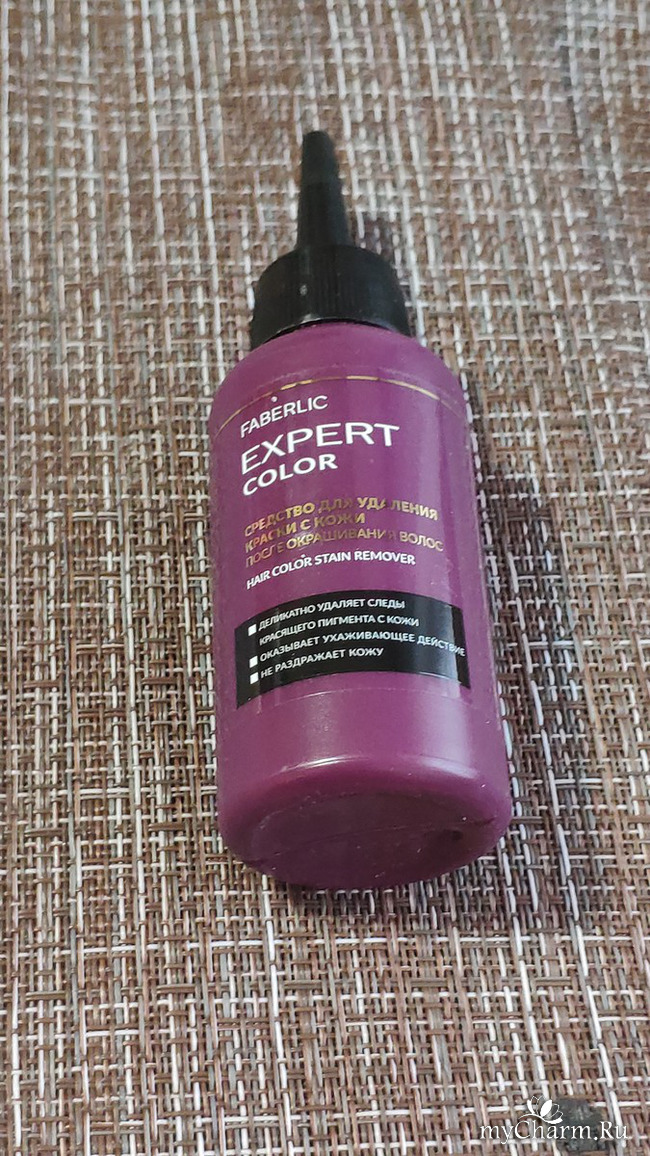 FABERLIC
EXPERT
COLOR
СРЕДСТВО ДЛЯ УДАЛЕНИЯ
КРАСКИ С КОЖИ
ПОСЛЕ ОКРАШИВАНИЯ ВОЛОС
HAIR COLOR STAIN REMOVER
ДЕЛИКАТНО УДАЛЯЕТ СЛЕДЫ
КРАСЯЩЕГО ПИГМЕНТА С КОЖИ
ОКАЗЫВАЕТ УХАЖИВАЮЩЕЕ ДЕЙСТВИЕ
НЕ РАЗДРАЖАЕТ КОЖУ
myCharm.Ru